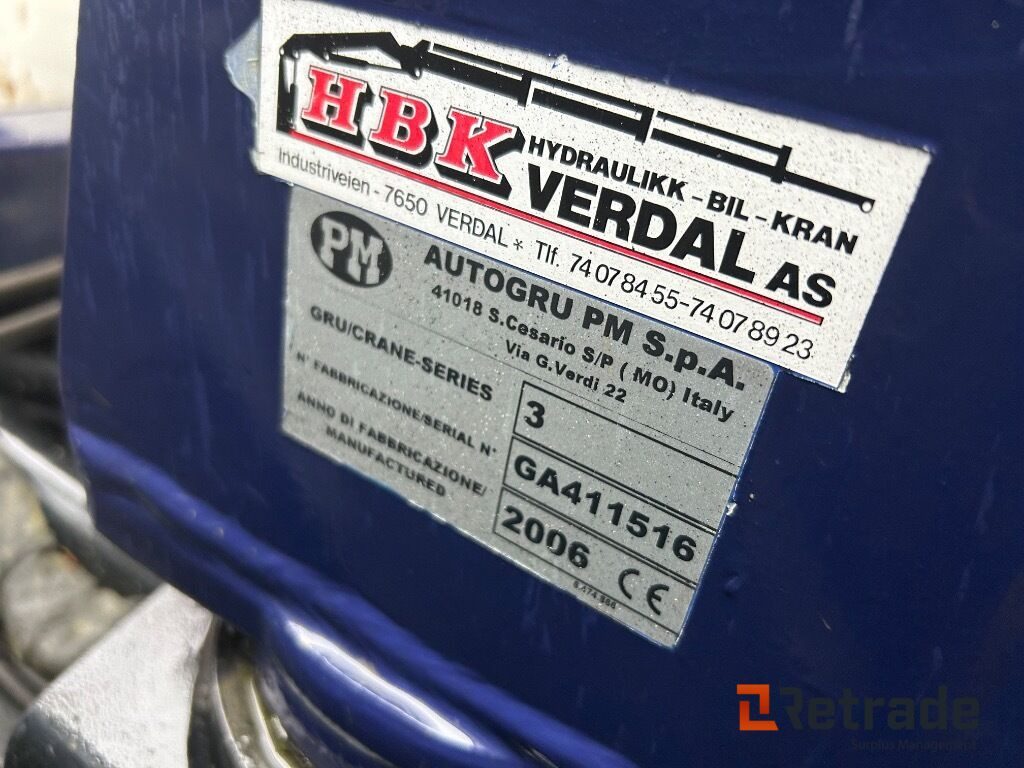 HBK
HYDRAULIKK - BIL - KRAN
VERDAL AS
Industriveien - 7650 VERDAL * Tlf. 74 07 84 55 - 74 07 89 23
PM
AUTOGRU PM S.p.A.
41018 S.Cesario S/P ( MO) Italy
Via G.Verdi 22
GRU/CRANE-SERIES 3
N° FABBRICAZIONE/SERIAL N° GA411516
ANNO DI FABBRICAZIONE/
MANUFACTURED 2006 CE
Retrade
Surplus Management